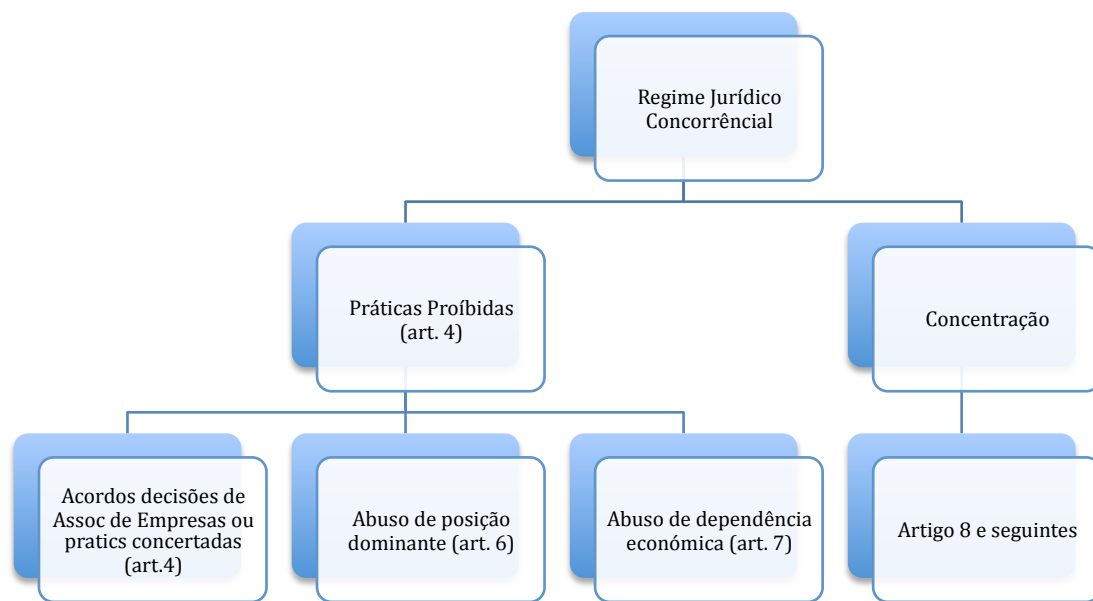 Regime Jurídico
Concorrêncial
Práticas Proíbidas
(art. 4)
Concentração
Acordos decisões de
Assoc de Empresas ou
pratics concertadas
(art.4)
Abuso de posição
dominante (art. 6)
Abuso de dependência
económica (art. 7)
Artigo 8 e seguintes